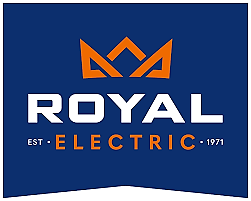 ROYAL
EST - ELECTRIC - 1971